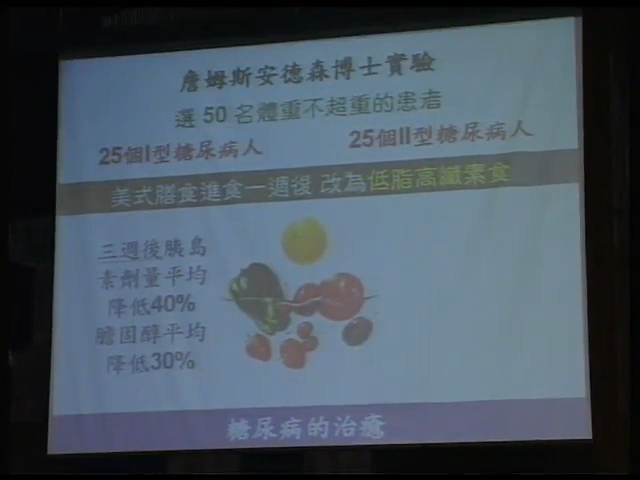 詹姆斯安德森博士實驗
選 50 名體重不超重的患者
25個I型糖尿病人 25個II型糖尿病人
美式膳食進食一週後 改為低脂高纖素食
三週後胰島
素劑量平均
降低40%
膽固醇平均
降低30%
糖尿病的治癒